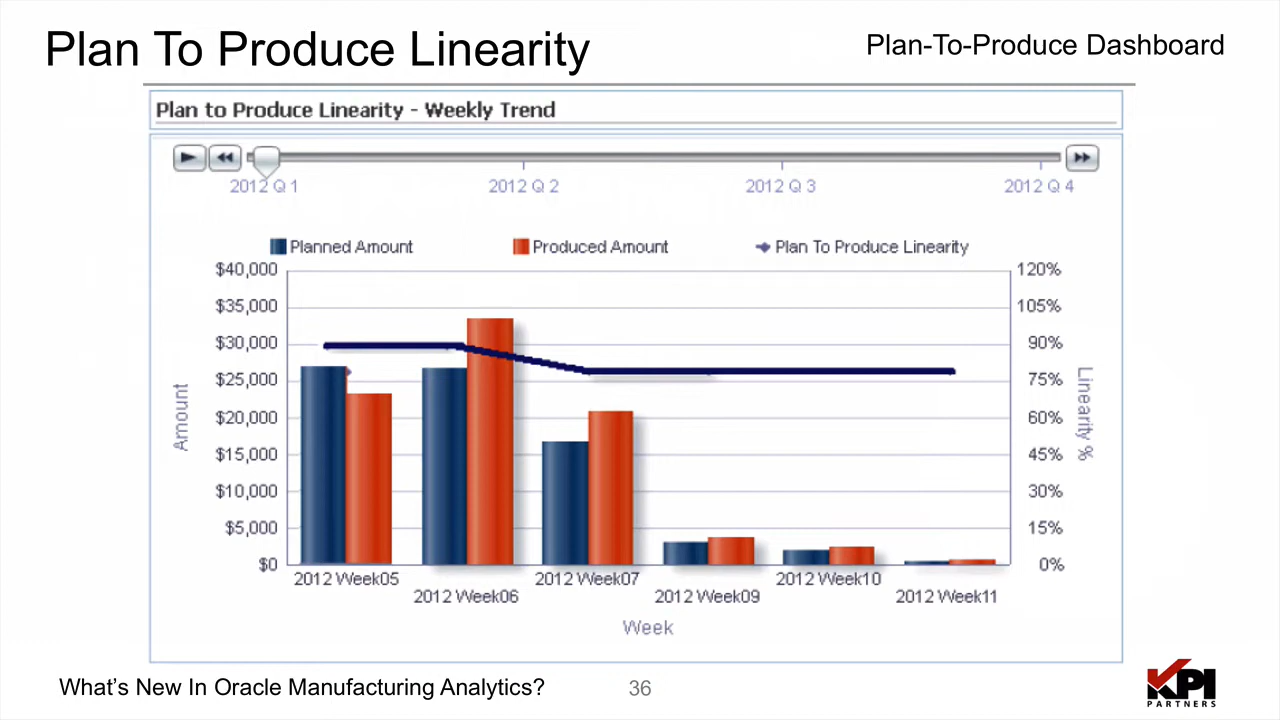 Plan To Produce Linearity
Plan-To-Produce Dashboard
Plan to Produce Linearity - Weekly Trend
2012 Q 1 2012 Q 2 2012 Q 3 2012 Q 4
Planned Amount Produced Amount Plan To Produce Linearity
$40,000 120%
$35,000 105%
$30,000 90%
$25,000 75%
$20,000 60%
$15,000 45%
$10,000 30%
$5,000 15%
$0 0%
Amount
Linearity %
2012 Week05 2012 Week07 2012 Week10
2012 Week06 2012 Week09 2012 Week11
Week
What's New In Oracle Manufacturing Analytics?
36
KPI
PARTNERS